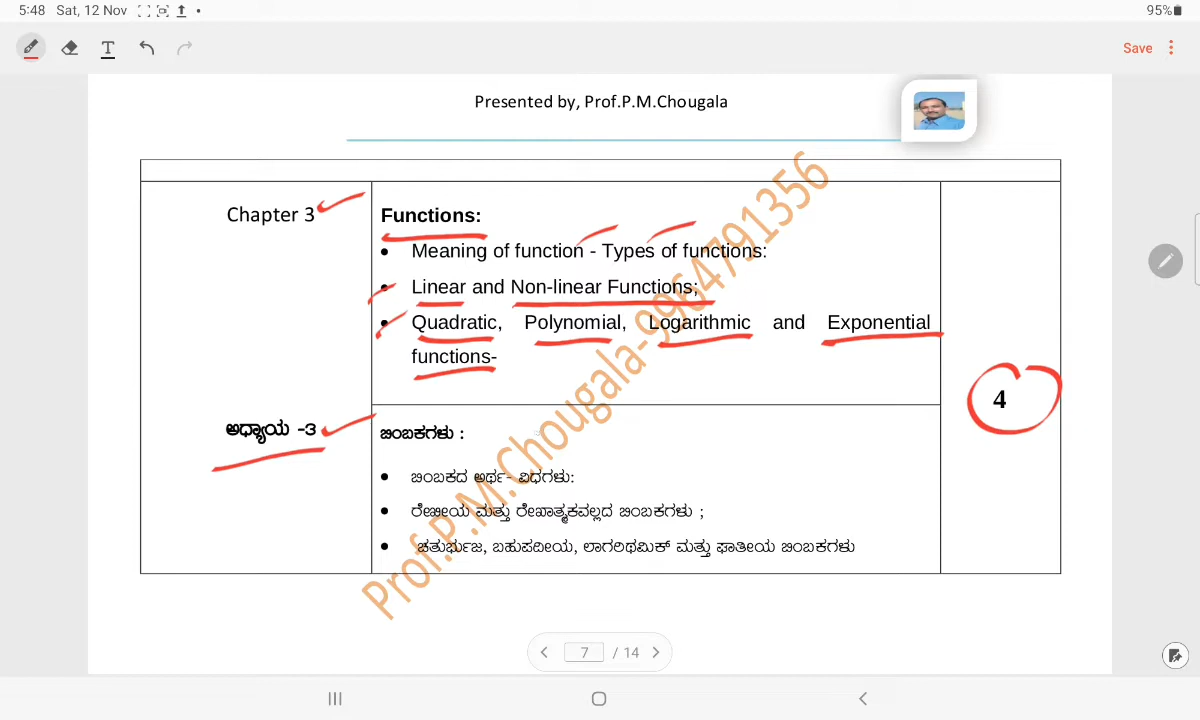 5:48 Sat, 12 Nov
95%
T
Save
Presented by, Prof.P.M.Chougala
Chapter 3
Functions:
• Meaning of function - Types of functions:
• Linear and Non-linear Functions;
• Quadratic, Polynomial, Logarithmic and Exponential
functions-
4
ಅಧ್ಯಾಯ -೩
ಬಿಂಬಕಗಳು :
• ಬಿಂಬಕದ ಅರ್ಥ- ವಿಧಗಳು:
• ರೇಖೀಯ ಮತ್ತು ರೇಖಾತ್ಮಕವಲ್ಲದ ಬಿಂಬಕಗಳು ;
• ಚತುರ್ಭುಜ, ಬಹುಪದೀಯ, ಲಾಗರಿಥಮಿಕ್ ಮತ್ತು ಘಾತೀಯ ಬಿಂಬಕಗಳು
Prof.P.M.Chougala-9964791356
7 / 14